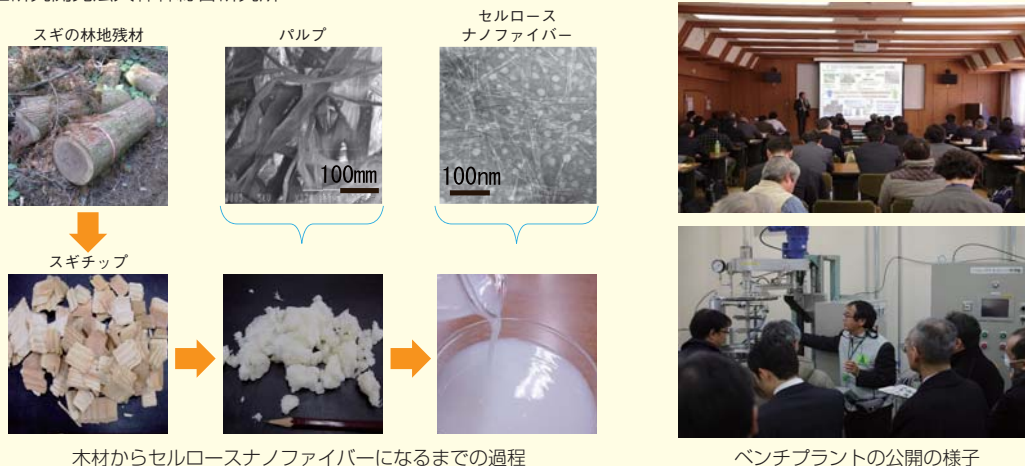 スギの林地残材
パルプ
セルロース
ナノファイバー
100mm
100nm
スギチップ
木材からセルロースナノファイバーになるまでの過程
ベンチプラントの公開の様子